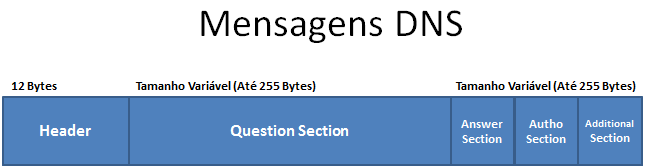 Mensagens DNS
12 Bytes
Tamanho Variável (Até 255 Bytes)
Tamanho Variável (Até 255 Bytes)
Header
Question Section
Answer
Section
Autho
Section
Additional
Section